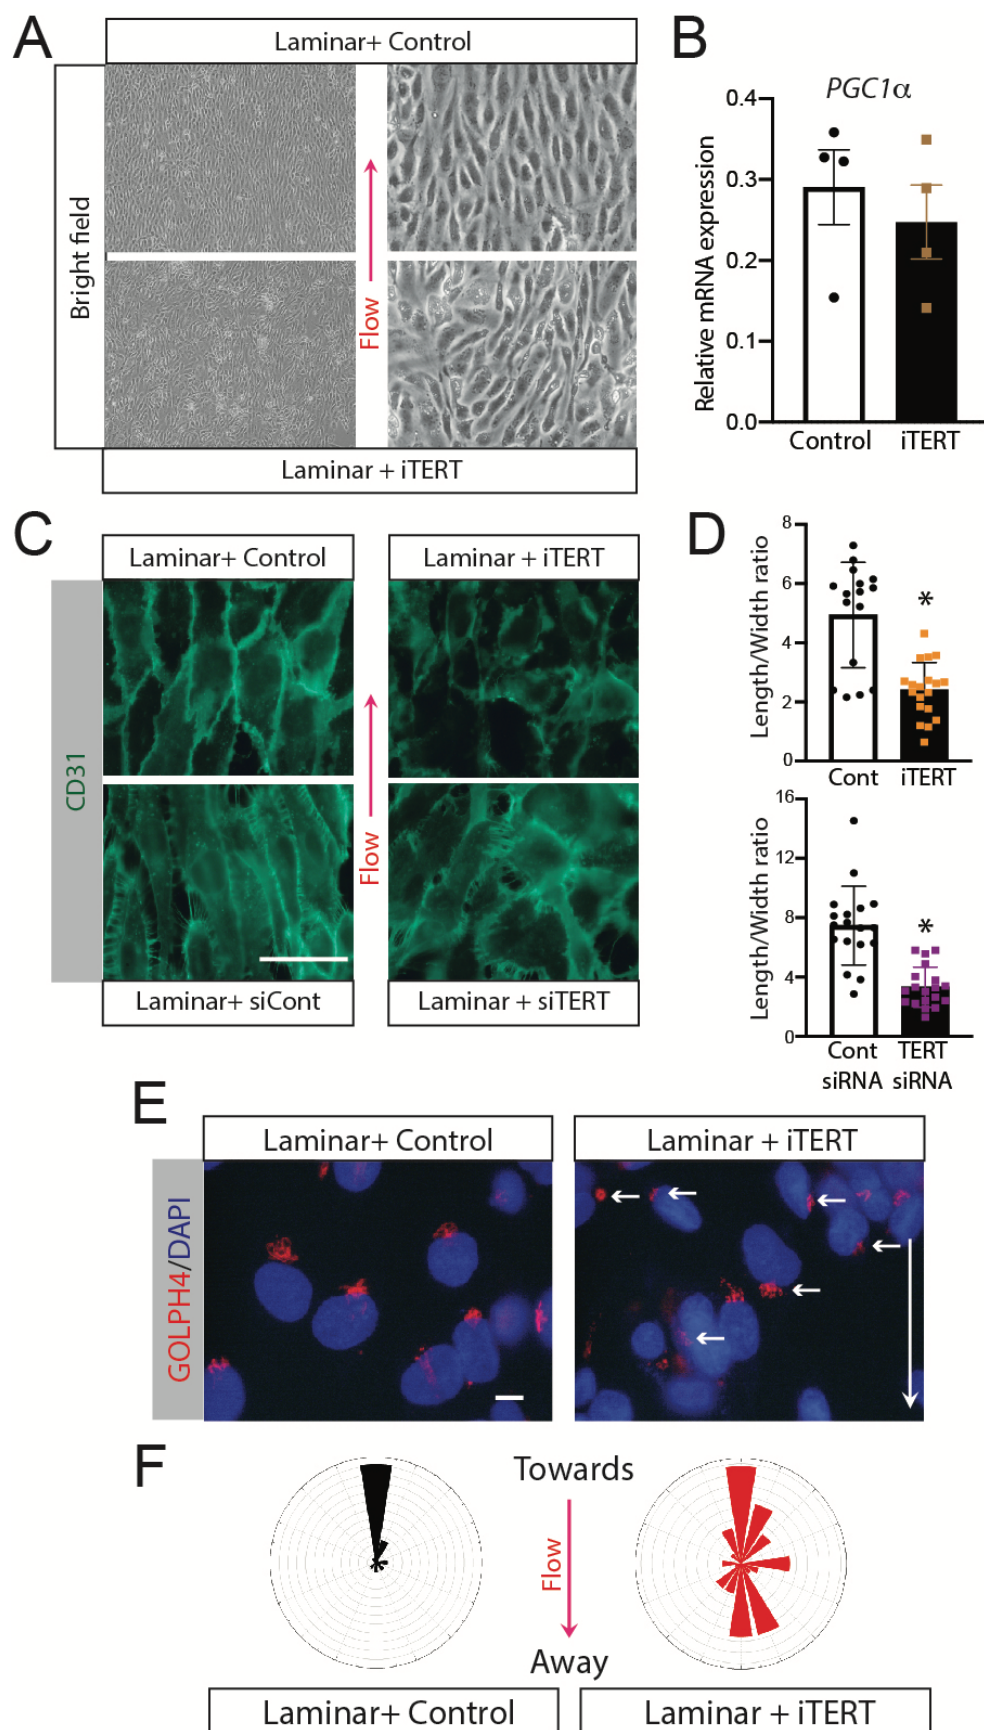 A
Laminar+ Control
Bright field
Flow
Laminar + iTERT
B
PGC1α
Relative mRNA expression
0.4
0.3
0.2
0.1
0.0
Control
iTERT
C
Laminar+ Control
Laminar + iTERT
CD31
Flow
Laminar+ siCont
Laminar + siTERT
D
Length/Width ratio
8
6
4
2
0
*
Cont
iTERT
Length/Width ratio
16
12
8
4
0
*
Cont
siRNA
TERT
siRNA
E
Laminar+ Control
Laminar + iTERT
GOLPH4/DAPI
F
Towards
Flow
Away
Laminar+ Control
Laminar + iTERT